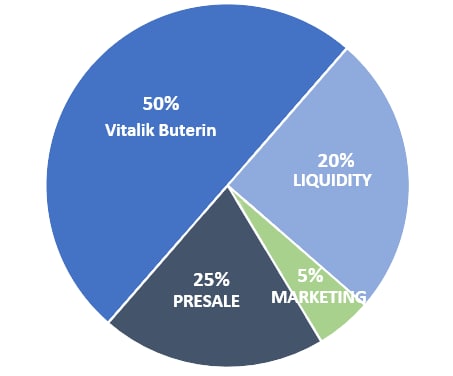 50%
Vitalik Buterin
20%
LIQUIDITY
5%
MARKETING
25%
PRESALE